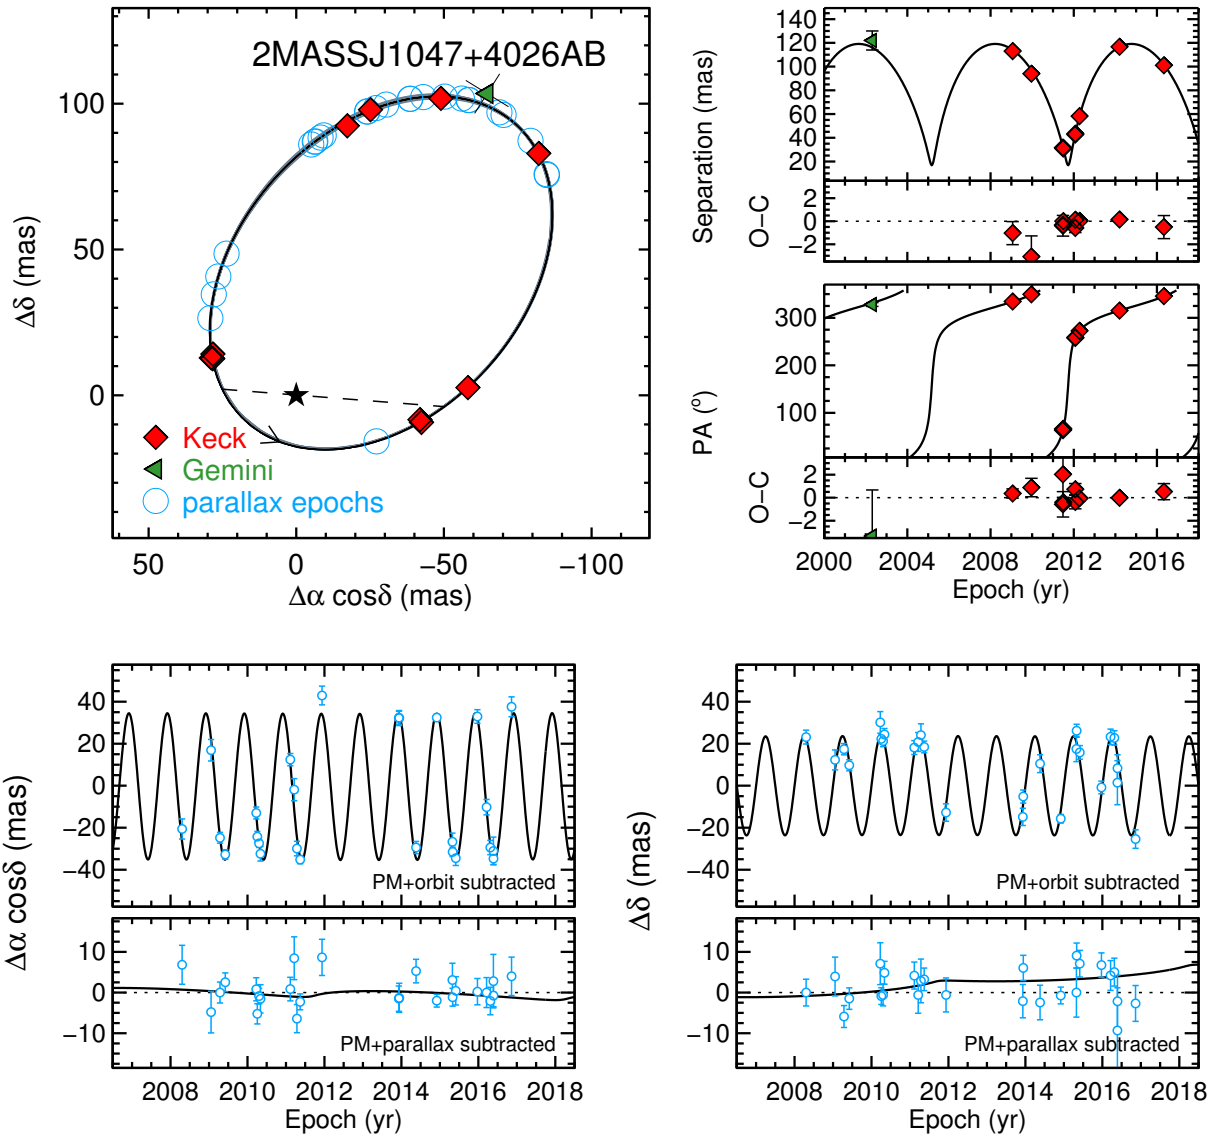 2MASSJ1047+4026AB
100
50
0
Δδ (mas)
Keck
Gemini
parallax epochs
50
0
−50
−100
Δα cosδ (mas)
140
120
100
80
60
40
20
Separation (mas)
2
0
−2
O−C
300
200
100
PA (°)
2
0
−2
O−C
2000
2004
2008
2012
2016
Epoch (yr)
40
20
0
−20
−40
Δα cosδ (mas)
PM+orbit subtracted
10
0
−10
PM+parallax subtracted
2008
2010
2012
2014
2016
2018
Epoch (yr)
40
20
0
−20
−40
Δδ (mas)
PM+orbit subtracted
10
0
−10
PM+parallax subtracted
2008
2010
2012
2014
2016
2018
Epoch (yr)